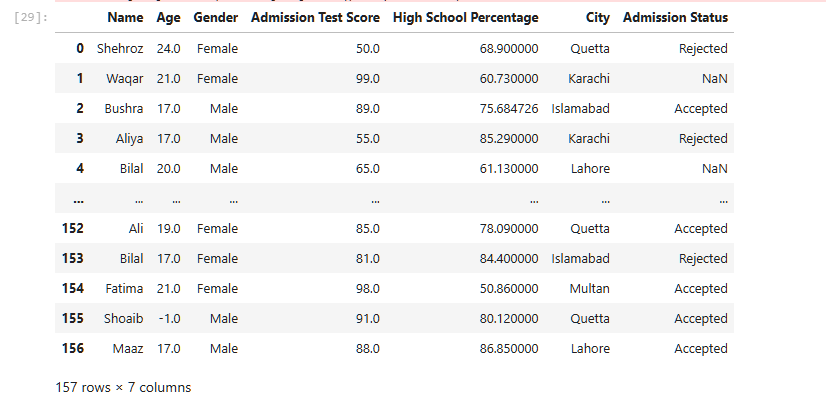 [29]:
Name Age Gender Admission Test Score High School Percentage City Admission Status
0 Shehroz 24.0 Female 50.0 68.900000 Quetta Rejected
1 Waqar 21.0 Female 99.0 60.730000 Karachi NaN
2 Bushra 17.0 Male 89.0 75.684726 Islamabad Accepted
3 Aliya 17.0 Male 55.0 85.290000 Karachi Rejected
4 Bilal 20.0 Male 65.0 61.130000 Lahore NaN
... ... ... ... ... ... ... ...
152 Ali 19.0 Female 85.0 78.090000 Quetta Accepted
153 Bilal 17.0 Female 81.0 84.400000 Islamabad Rejected
154 Fatima 21.0 Female 98.0 50.860000 Multan Accepted
155 Shoaib -1.0 Male 91.0 80.120000 Quetta Accepted
156 Maaz 17.0 Male 88.0 86.850000 Lahore Accepted
157 rows × 7 columns